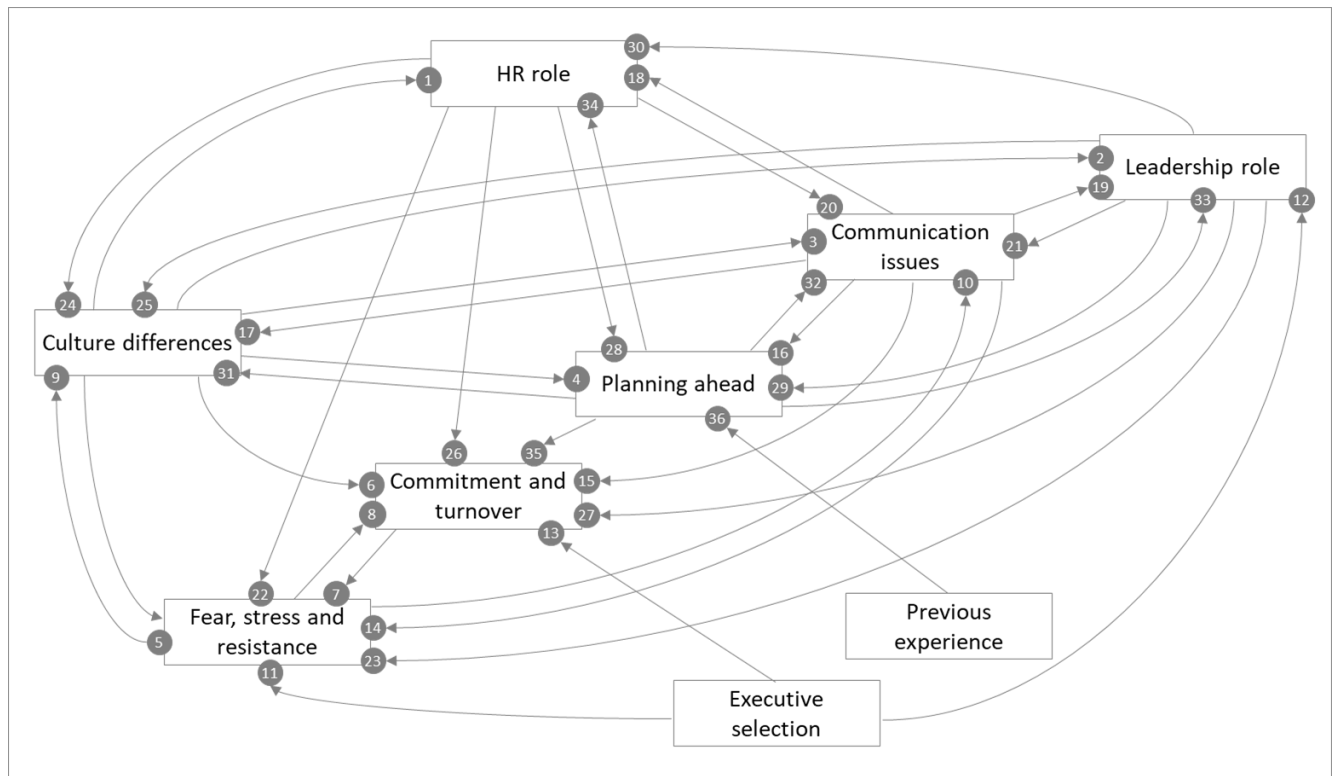 30
HR role
18
1
34
2
Leadership role
19
33
12
20
3
Communication
issues
21
32
10
24
25
17
Culture differences
9
31
28
16
4
Planning ahead
29
36
26
35
6
Commitment and
turnover
15
8
27
13
22
7
Fear, stress and
resistance
5
14
23
11
Previous
experience
Executive
selection